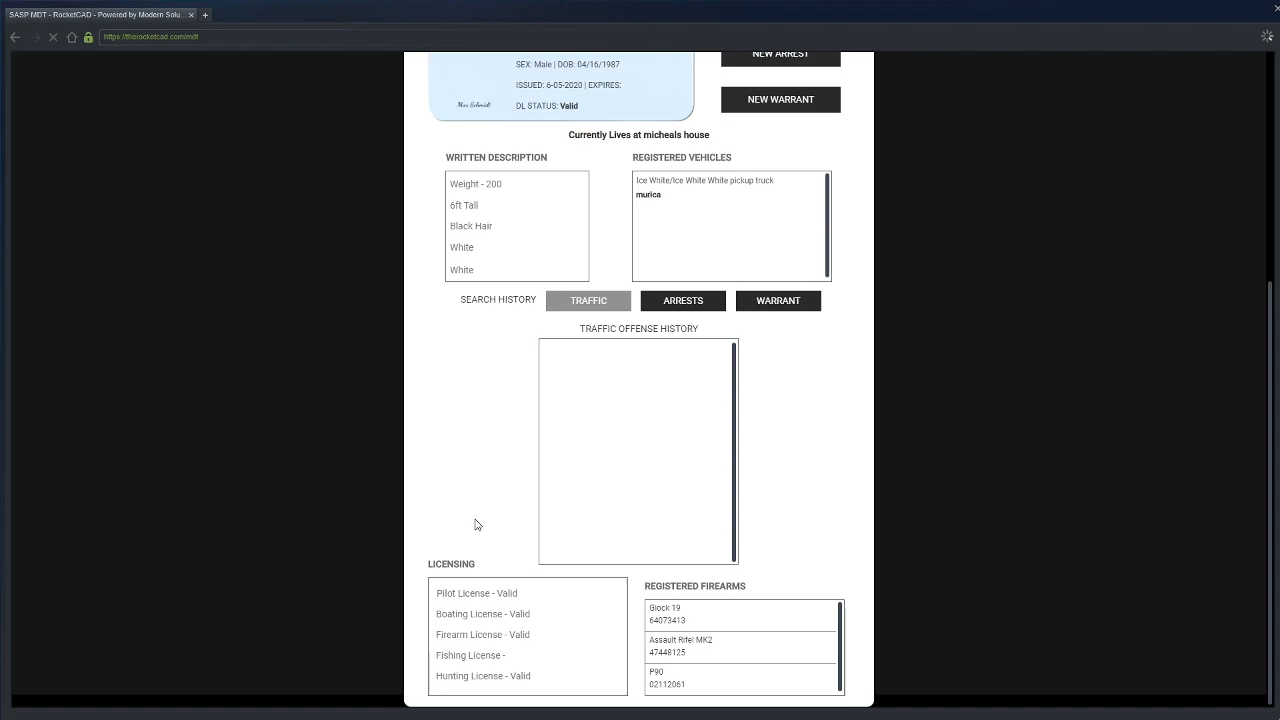 SASP MDT - RocketCAD - Powered by Modern Solu...
https://therocketcad.com/mdt
NEW ARREST
SEX: Male | DOB: 04/16/1987
ISSUED: 6-05-2020 | EXPIRES:
NEW WARRANT
Max Schmidt
DL STATUS: Valid
Currently Lives at micheals house
WRITTEN DESCRIPTION
REGISTERED VEHICLES
Weight - 200
6ft Tall
Black Hair
White
White
Ice White/Ice White White pickup truck
murica
SEARCH HISTORY
TRAFFIC
ARRESTS
WARRANT
TRAFFIC OFFENSE HISTORY
LICENSING
Pilot License - Valid
Boating License - Valid
Firearm License - Valid
Fishing License -
Hunting License - Valid
REGISTERED FIREARMS
Glock 19
64073413
Assault Rifel MK2
47448125
P90
02112061